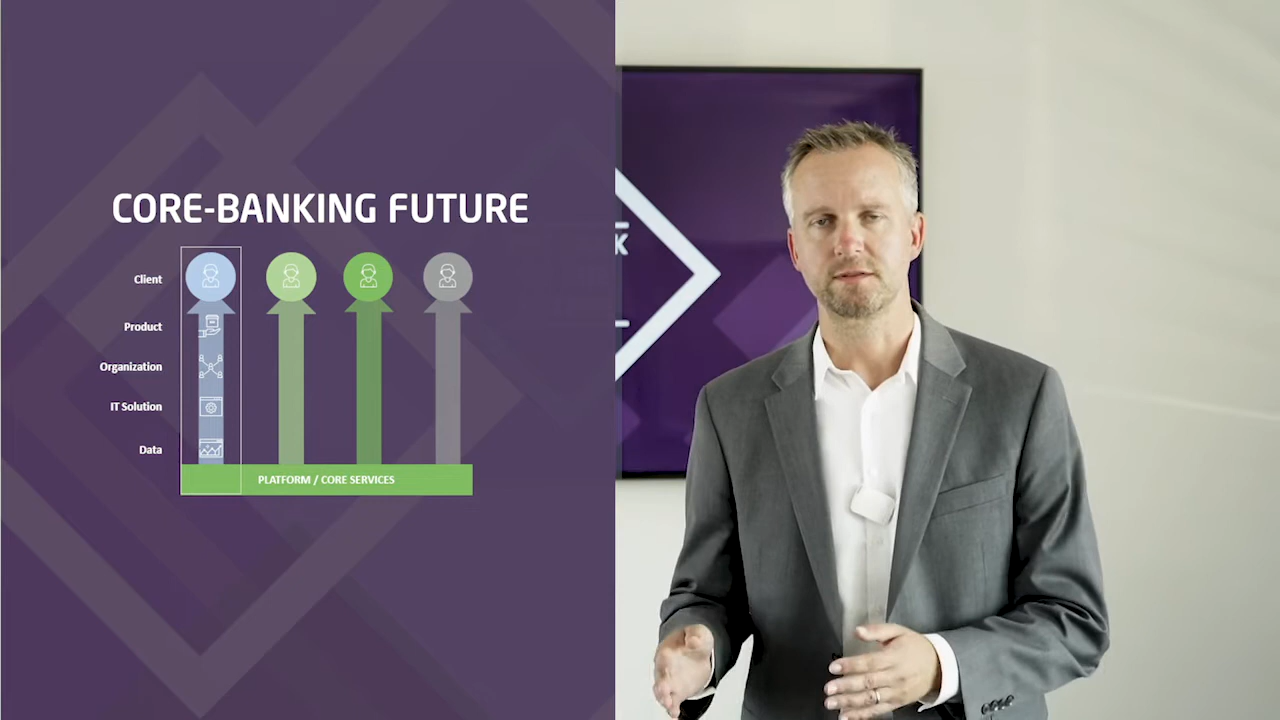 CORE-BANKING FUTURE
Client
Product
Organization
IT Solution
Data
PLATFORM / CORE SERVICES
K